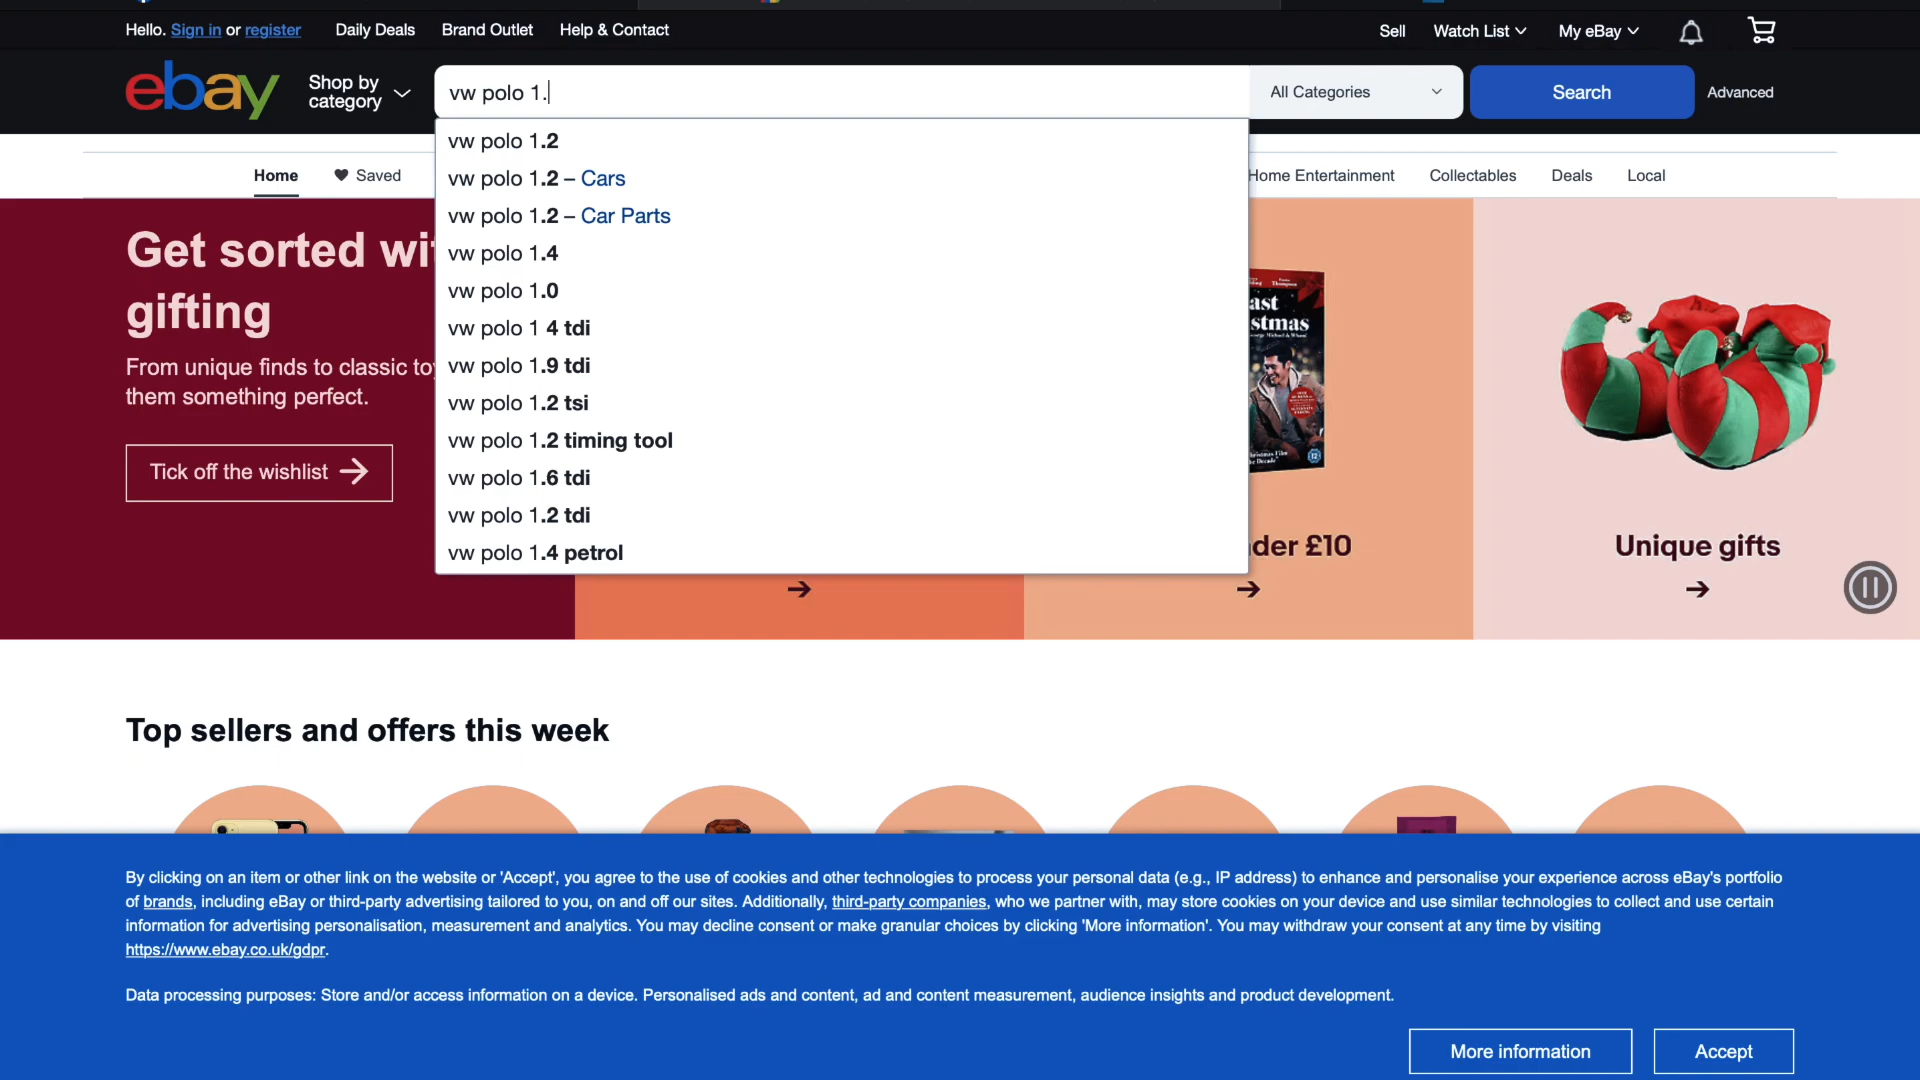 Hello. Sign in or register Daily Deals Brand Outlet Help & Contact Sell Watch List My eBay
ebay Shop by category vw polo 1. All Categories Search Advanced
vw polo 1.2
Home Saved vw polo 1.2 – Cars Home Entertainment Collectables Deals Local
vw polo 1.2 – Car Parts
vw polo 1.4
vw polo 1.0
vw polo 1 4 tdi
vw polo 1.9 tdi
vw polo 1.2 tsi
vw polo 1.2 timing tool
vw polo 1.6 tdi
vw polo 1.2 tdi
vw polo 1.4 petrol
Get sorted wi
gifting
From unique finds to classic to
them something perfect.
Tick off the wishlist
ast
stmas
Thompson
der £10
Unique gifts
Top sellers and offers this week
By clicking on an item or other link on the website or 'Accept', you agree to the use of cookies and other technologies to process your personal data (e.g., IP address) to enhance and personalise your experience across eBay's portfolio
of brands, including eBay or third-party advertising tailored to you, on and off our sites. Additionally, third-party companies, who we partner with, may store cookies on your device and use similar technologies to collect and use certain
information for advertising personalisation, measurement and analytics. You may decline consent or make granular choices by clicking 'More information'. You may withdraw your consent at any time by visiting
https://www.ebay.co.uk/gdpr.
Data processing purposes: Store and/or access information on a device. Personalised ads and content, ad and content measurement, audience insights and product development.
More information Accept